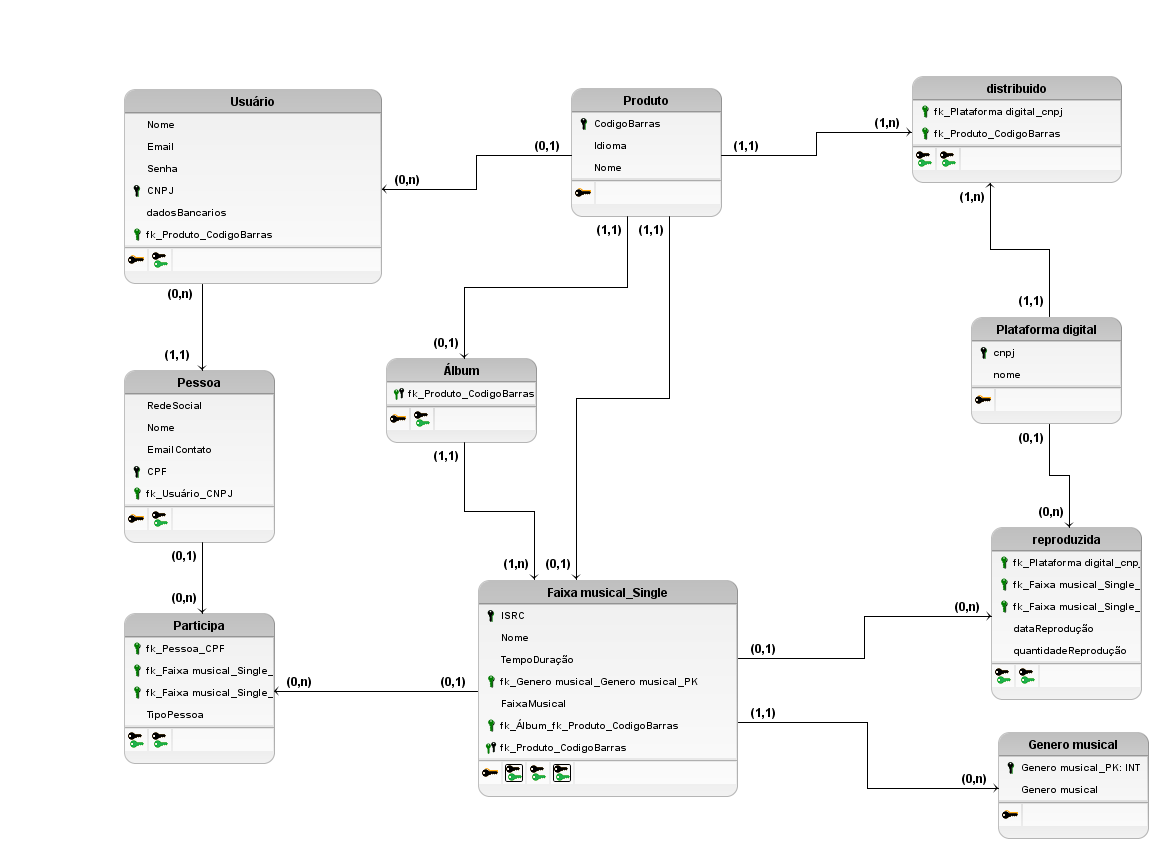 Usuário
Nome
Email
Senha
CNPJ
dadosBancarios
fk_Produto_CodigoBarras
(0,n)
(0,1)
Produto
CodigoBarras
Idioma
Nome
(1,1)
(1,n)
distribuido
fk_Plataforma digital_cnpj
fk_Produto_CodigoBarras
(1,n)
(1,1)
Plataforma digital
cnpj
nome
(0,1)
(0,n)
(0,n)
(1,1)
Pessoa
RedeSocial
Nome
EmailContato
CPF
fk_Usuário_CNPJ
(0,1)
(0,n)
(1,1)
(1,1)
(0,1)
Álbum
fk_Produto_CodigoBarras
(1,1)
(1,n)
(0,1)
Participa
fk_Pessoa_CPF
fk_Faixa musical_Single_
fk_Faixa musical_Single_
TipoPessoa
(0,n)
(0,1)
Faixa musical_Single
ISRC
Nome
TempoDuração
fk_Genero musical_Genero musical_PK
FaixaMusical
fk_Álbum_fk_Produto_CodigoBarras
fk_Produto_CodigoBarras
(0,1)
(0,n)
reproduzida
fk_Plataforma digital_cnp
fk_Faixa musical_Single_
fk_Faixa musical_Single_
dataReprodução
quantidadeReprodução
(1,1)
(0,n)
Genero musical
Genero musical_PK: INT
Genero musical